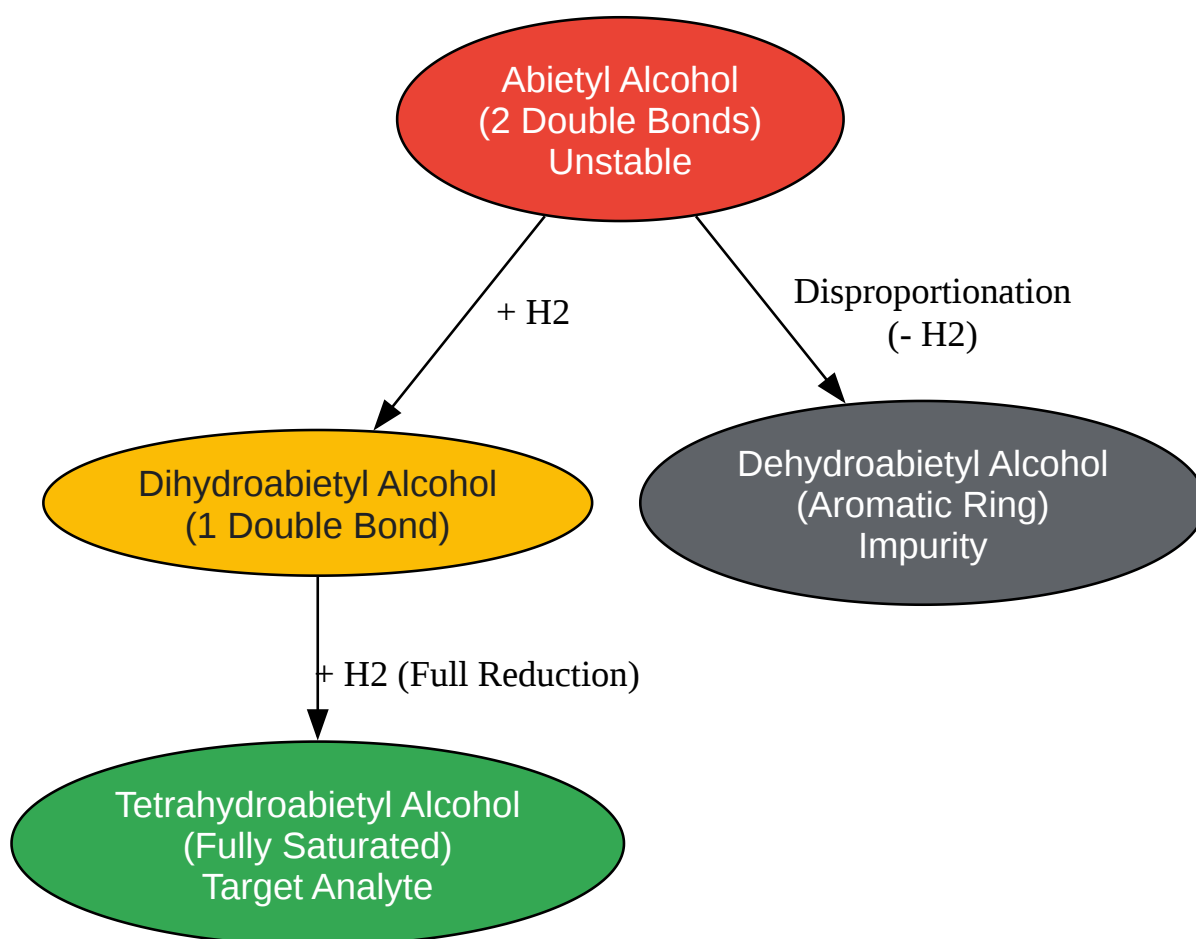 Abietyl Alcohol
(2 Double Bonds)
Unstable
+ H2
Disproportionation
(- H2)
Dihydroabietyl Alcohol
(1 Double Bond)
Dehydroabietyl Alcohol
(Aromatic Ring)
Impurity
+ H2 (Full Reduction)
Tetrahydroabietyl Alcohol
(Fully Saturated)
Target Analyte